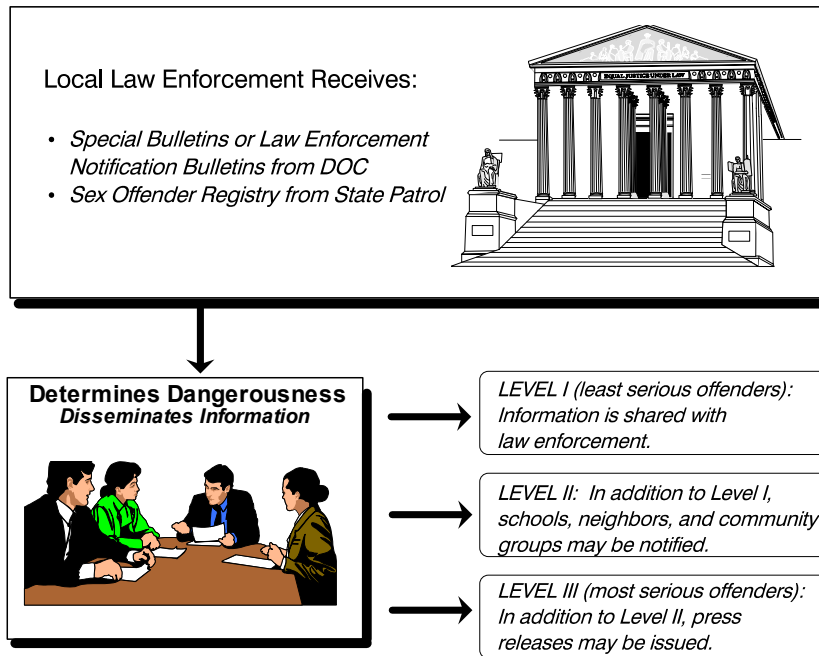 Local Law Enforcement Receives:
• Special Bulletins or Law Enforcement
Notification Bulletins from DOC
• Sex Offender Registry from State Patrol
EQUAL JUSTICE UNDER LAW
Determines Dangerousness
Disseminates Information
LEVEL I (least serious offenders):
Information is shared with
law enforcement.
LEVEL II:  In addition to Level I,
schools, neighbors, and community
groups may be notified.
LEVEL III (most serious offenders):
In addition to Level II, press
releases may be issued.